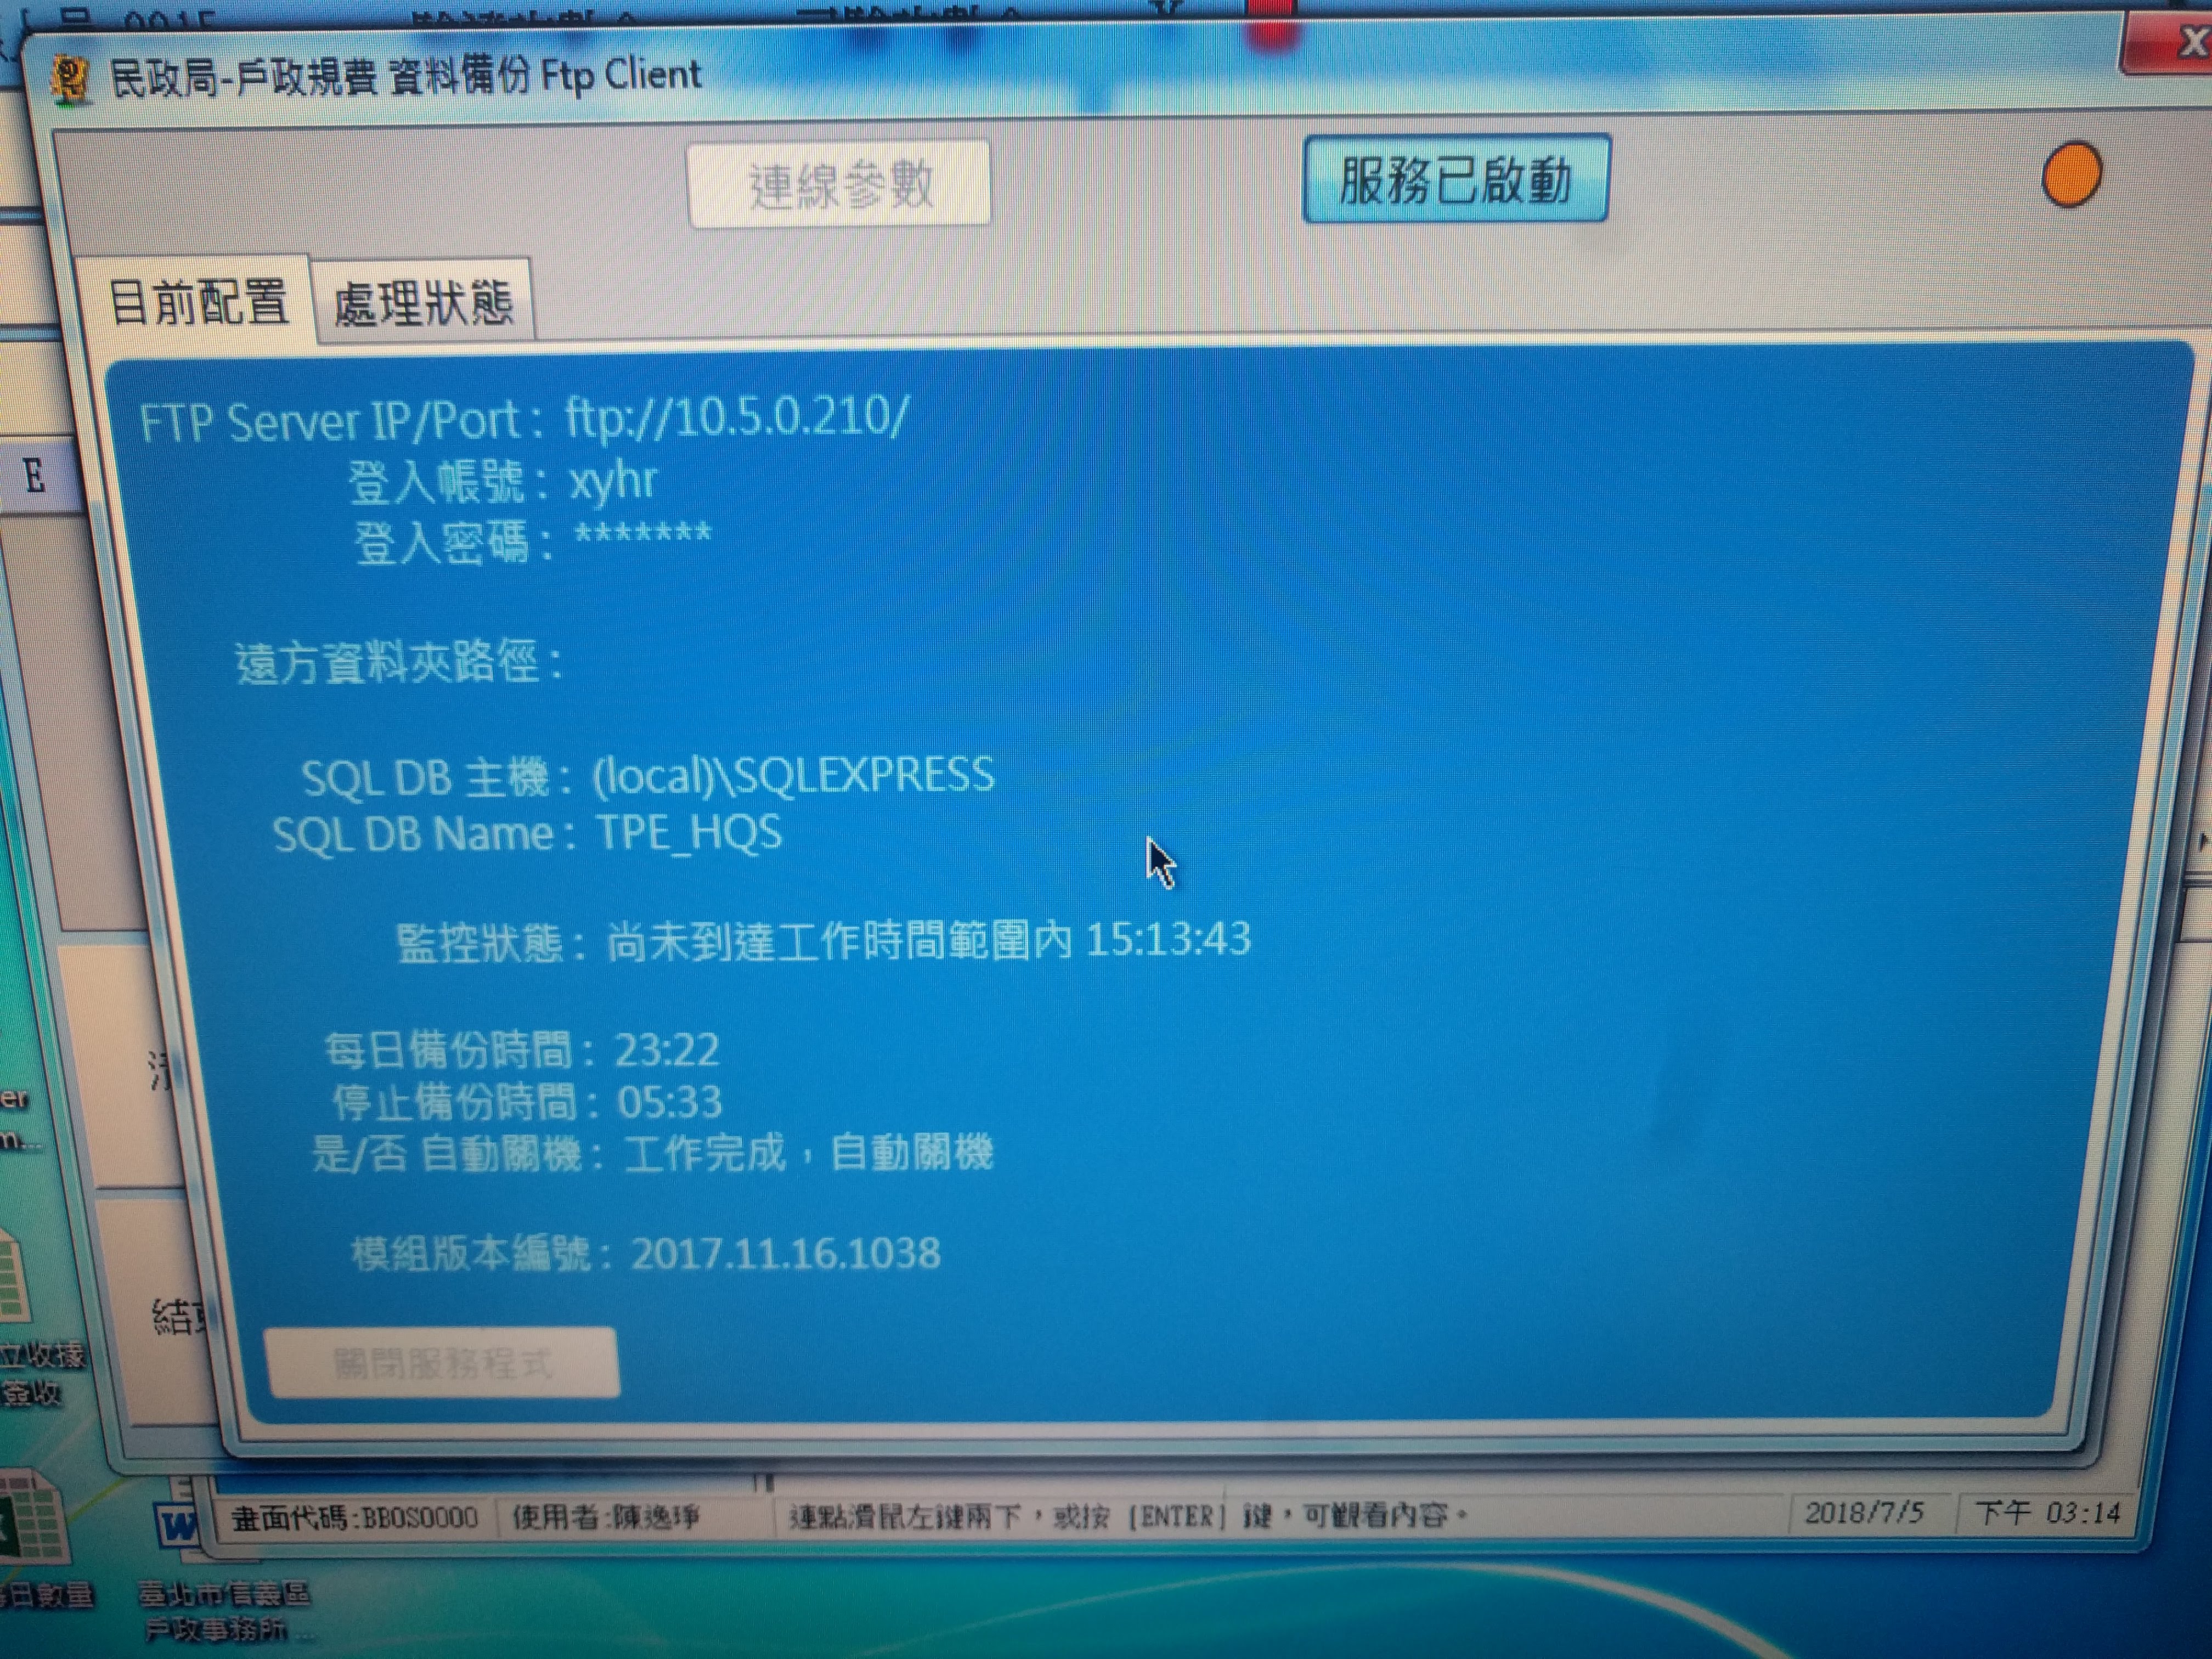 民政局-戶政規費 資料備份 Ftp Client
X
連線參數
服務已啟動
目前配置
處理狀態
FTP Server IP/Port : ftp://10.5.0.210/
登入帳號 : xyhr
登入密碼 : *******
遠方資料夾路徑 :
SQL DB 主機 : (local)\SQLEXPRESS
SQL DB Name : TPE_HQS
監控狀態 : 尚未到達工作時間範圍內 15:13:43
每日備份時間 : 23:22
停止備份時間 : 05:33
是/否 自動關機 : 工作完成，自動關機
模組版本編號 : 2017.11.16.1038
關閉服務程式
E
er
m...
立收據
簽收
畫面代碼:BBOS0000
使用者:陳逸琤
連點滑鼠左鍵兩下，或按 [ENTER] 鍵，可觀看內容。
2018/7/5
下午 03:14
W
日數量
臺北市信義區
戶政事務所 ...